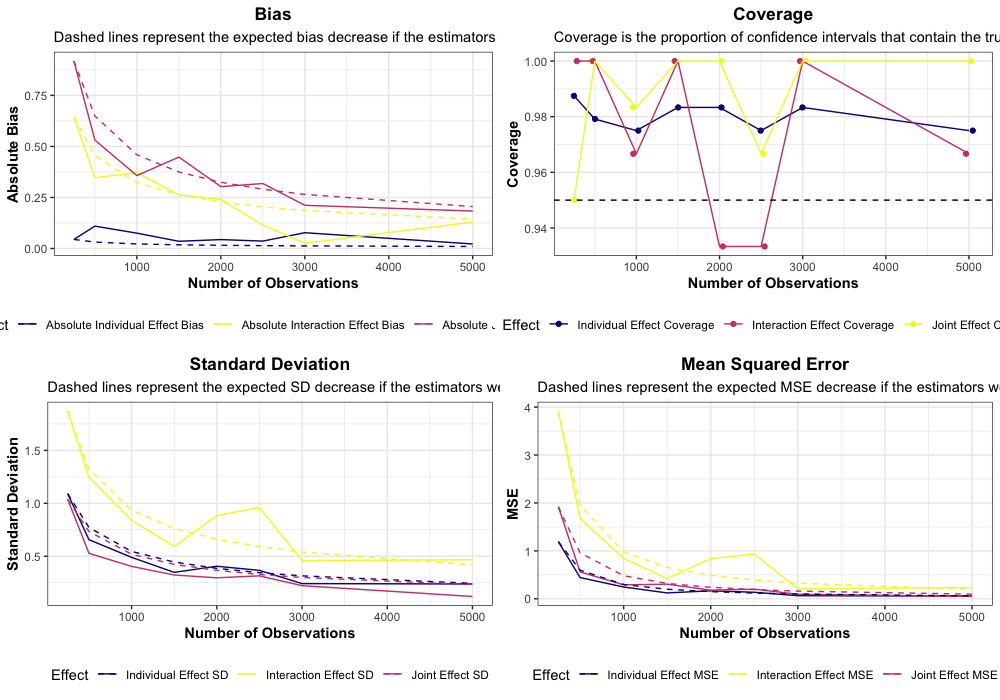 Bias
Dashed lines represent the expected bias decrease if the estimators
Absolute Bias
0.75
0.50
0.25
0.00
1000 2000 3000 4000 5000
Number of Observations
Absolute Individual Effect Bias Absolute Interaction Effect Bias Absolute
Coverage
Coverage is the proportion of confidence intervals that contain the
Coverage
1.00
0.98
0.96
0.94
1000 2000 3000 4000 5000
Number of Observations
Effect Individual Effect Coverage Interaction Effect Coverage Joint Effect
Standard Deviation
Dashed lines represent the expected SD decrease if the estimators
Standard Deviation
1.5
1.0
0.5
1000 2000 3000 4000 5000
Number of Observations
Effect Individual Effect SD Interaction Effect SD Joint Effect SD
Mean Squared Error
Dashed lines represent the expected MSE decrease if the estimators
MSE
4
3
2
1
0
1000 2000 3000 4000 5000
Number of Observations
Effect Individual Effect MSE Interaction Effect MSE Joint Effect MSE